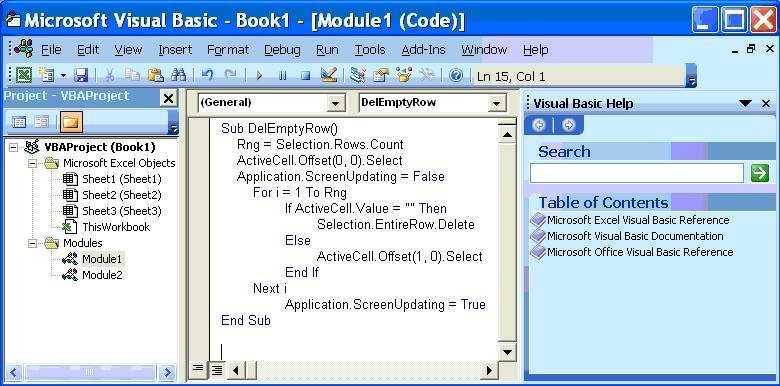 Microsoft Visual Basic - Book1 - [Module1 (Code)]
File Edit View Insert Format Debug Run Tools Add-Ins Window Help
Ln 15, Col 1
Project - VBAProject
VBAProject (Book1)
Microsoft Excel Objects
Sheet1 (Sheet1)
Sheet2 (Sheet2)
Sheet3 (Sheet3)
ThisWorkbook
Modules
Module1
Module2
(General) DelEmptyRow
Sub DelEmptyRow()
Rng = Selection.Rows.Count
ActiveCell.Offset(0, 0).Select
Application.ScreenUpdating = False
For i = 1 To Rng
If ActiveCell.Value = "" Then
Selection.EntireRow.Delete
Else
ActiveCell.Offset(1, 0).Select
End If
Next i
Application.ScreenUpdating = True
End Sub
Visual Basic Help
Search
Table of Contents
Microsoft Excel Visual Basic Reference
Microsoft Visual Basic Documentation
Microsoft Office Visual Basic Reference